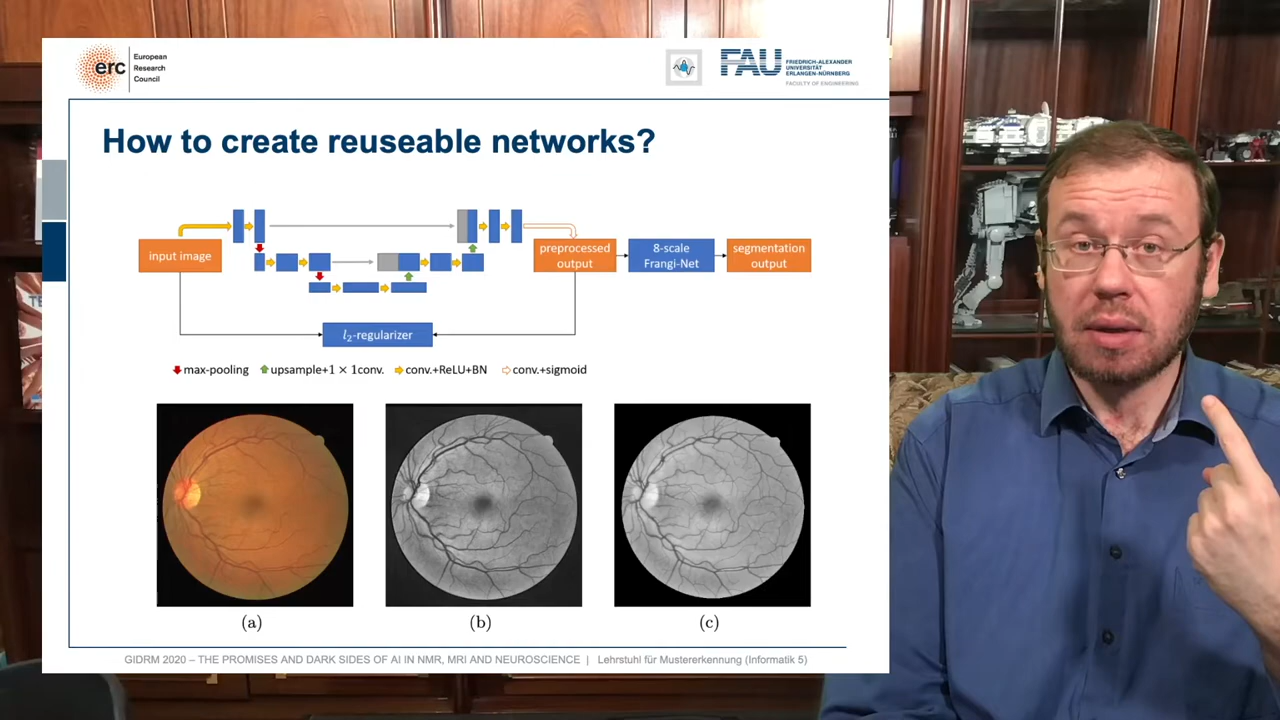 erc
European
Research
Council
FAU
FRIEDRICH-ALEXANDER
UNIVERSITÄT
ERLANGEN-NÜRNBERG
FACULTY OF ENGINEERING
How to create reuseable networks?
input image
preprocessed
output
8-scale
Frangi-Net
segmentation
output
l₂-regularizer
max-pooling
upsample+1 × 1conv.
conv.+ReLU+BN
conv.+sigmoid
(a)
(b)
(c)
GIDRM 2020 – THE PROMISES AND DARK SIDES OF AI IN NMR, MRI AND NEUROSCIENCE | Lehrstuhl für Mustererkennung (Informatik 5)